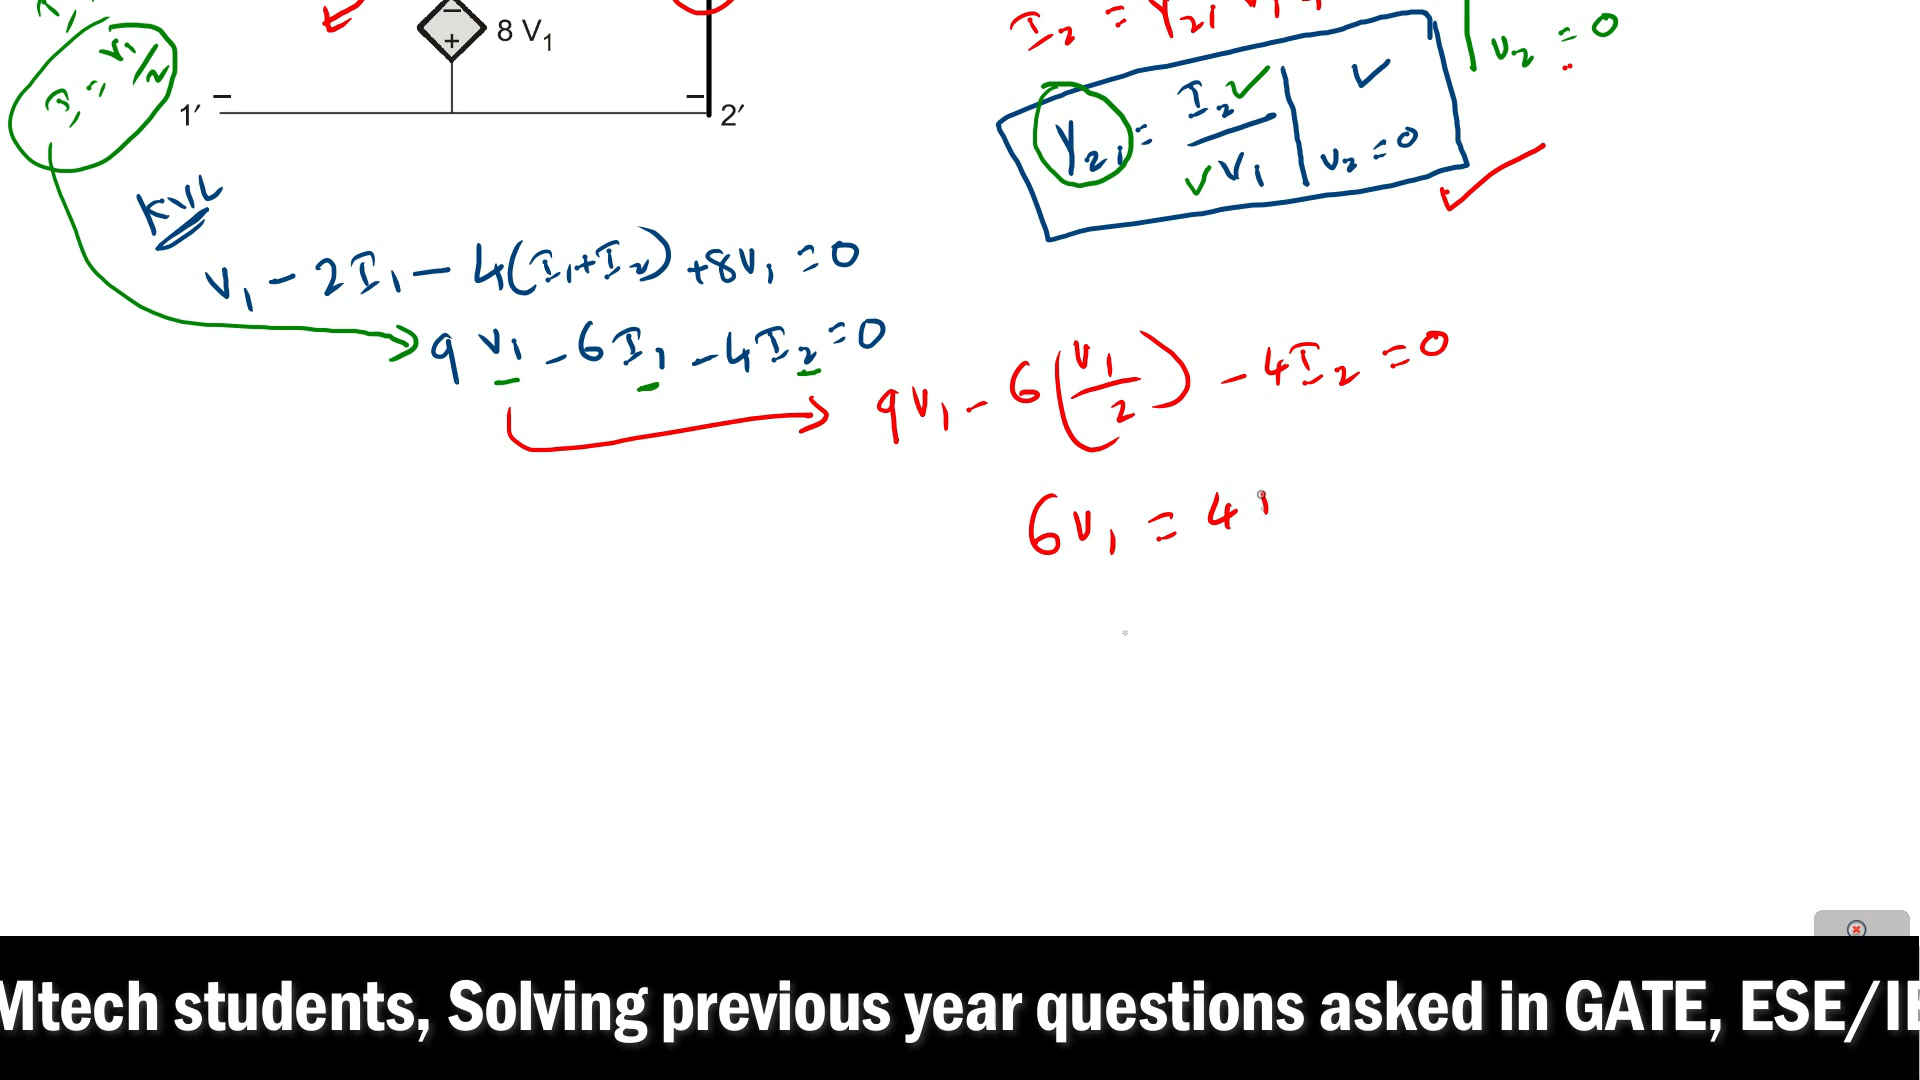 8 V1
I2 = Y21 V1
V2 = 0
I1 = V1/2
1′ −
− 2′
Y21 = I2/V1 | V2 = 0
KVL
V1 − 2I1 − 4(I1+I2) + 8V1 = 0
9V1 − 6I1 − 4I2 = 0
9V1 − 6(V1/2) − 4I2 = 0
6V1 = 4
Mtech students, Solving previous year questions asked in GATE, ESE/IE